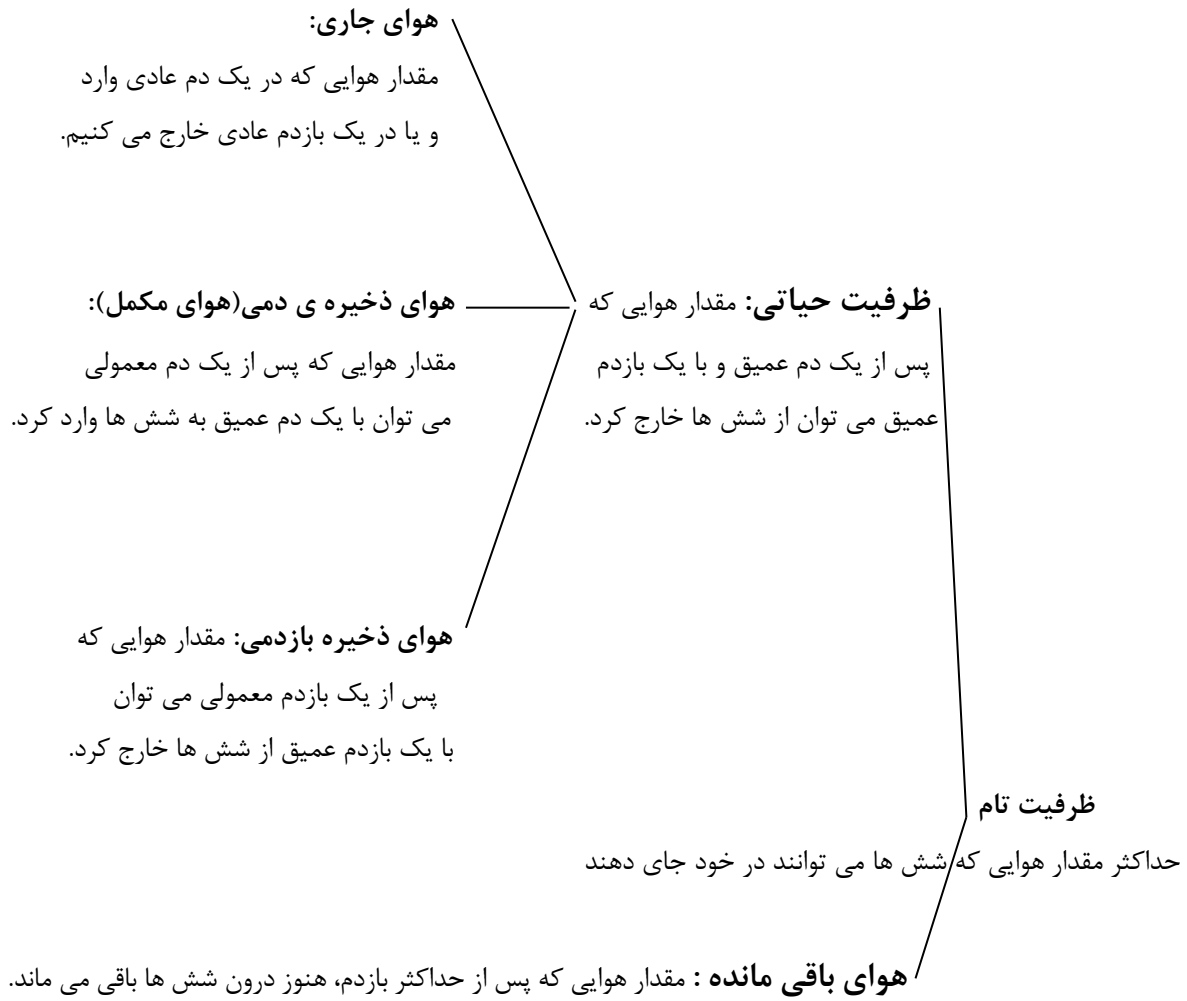 هوای جاری:
مقدار هوایی که در یک دم عادی وارد
و یا در یک بازدم عادی خارج می کنیم.
ظرفیت حیاتی: مقدار هوایی که
پس از یک دم عمیق و با یک بازدم
عمیق می توان از شش ها خارج کرد.
هوای ذخیره ی دمی(هوای مکمل):
مقدار هوایی که پس از یک دم معمولی
می توان با یک دم عمیق به شش ها وارد کرد.
هوای ذخیره بازدمی: مقدار هوایی که
پس از یک بازدم معمولی می توان
با یک بازدم عمیق از شش ها خارج کرد.
ظرفیت تام
حداکثر مقدار هوایی که شش ها می توانند در خود جای دهند
هوای باقی مانده : مقدار هوایی که پس از حداکثر بازدم، هنوز درون شش ها باقی می ماند.